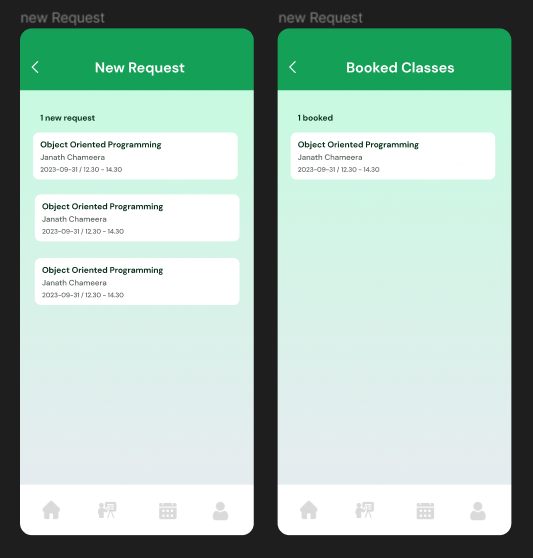 new Request
New Request
1 new request
Object Oriented Programming
Janath Chameera
2023-09-31 / 12.30 - 14.30
Object Oriented Programming
Janath Chameera
2023-09-31 / 12.30 - 14.30
Object Oriented Programming
Janath Chameera
2023-09-31 / 12.30 - 14.30
new Request
Booked Classes
1 booked
Object Oriented Programming
Janath Chameera
2023-09-31 / 12.30 - 14.30